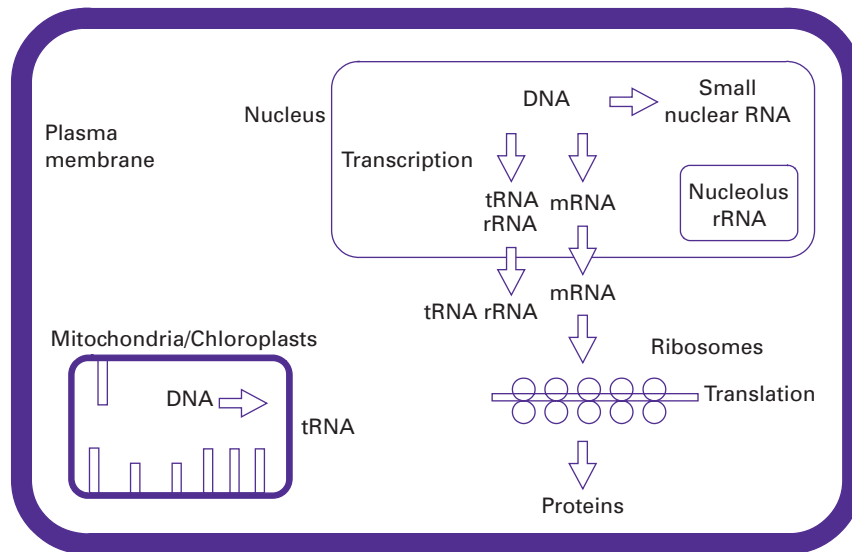 Plasma
membrane
Nucleus
DNA
Small
nuclear RNA
Transcription
tRNA
rRNA
mRNA
Nucleolus
rRNA
tRNA rRNA
mRNA
Mitochondria/Chloroplasts
DNA
tRNA
Ribosomes
Translation
Proteins